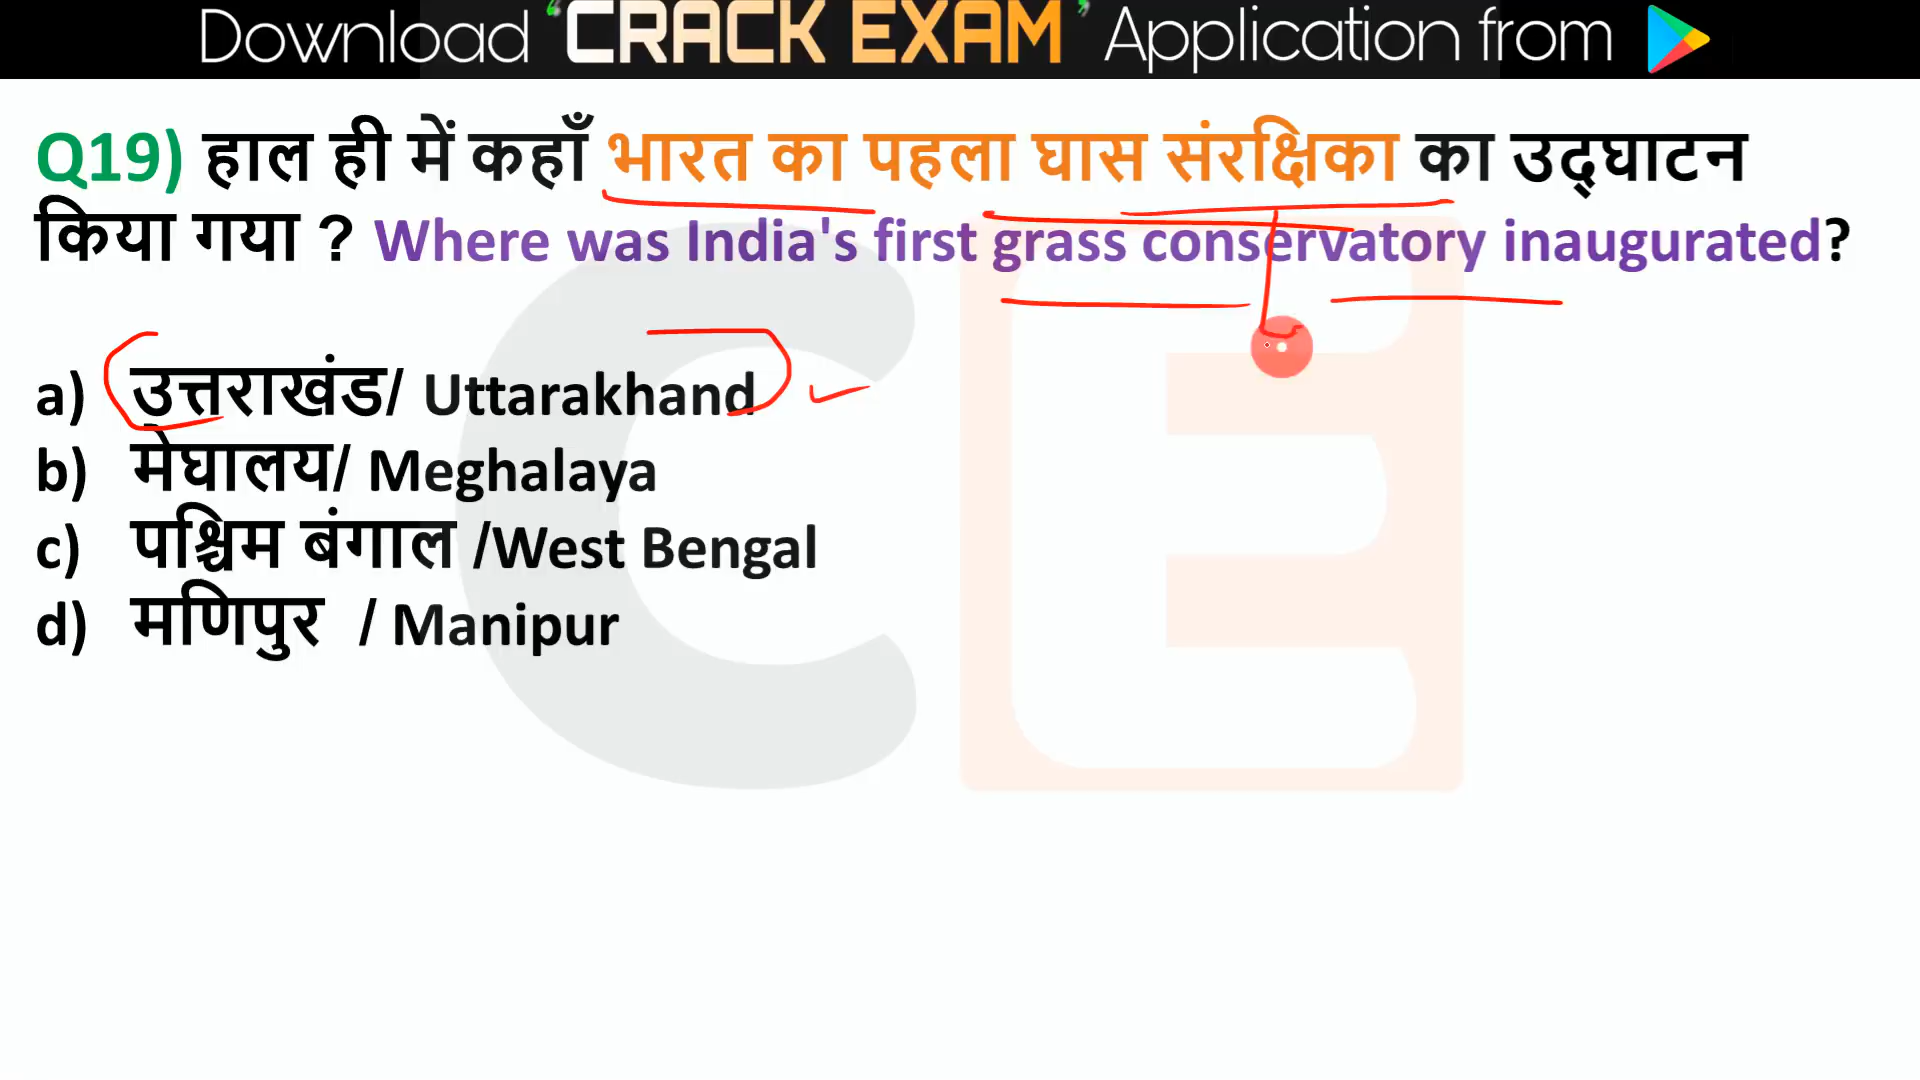 Download ‘CRACK EXAM’ Application from
Q19) हाल ही में कहाँ भारत का पहला घास संरक्षिका का उद्घाटन
किया गया ? Where was India's first grass conservatory inaugurated?
a) उत्तराखंड/ Uttarakhand
b) मेघालय/ Meghalaya
c) पश्चिम बंगाल /West Bengal
d) मणिपुर / Manipur
CE